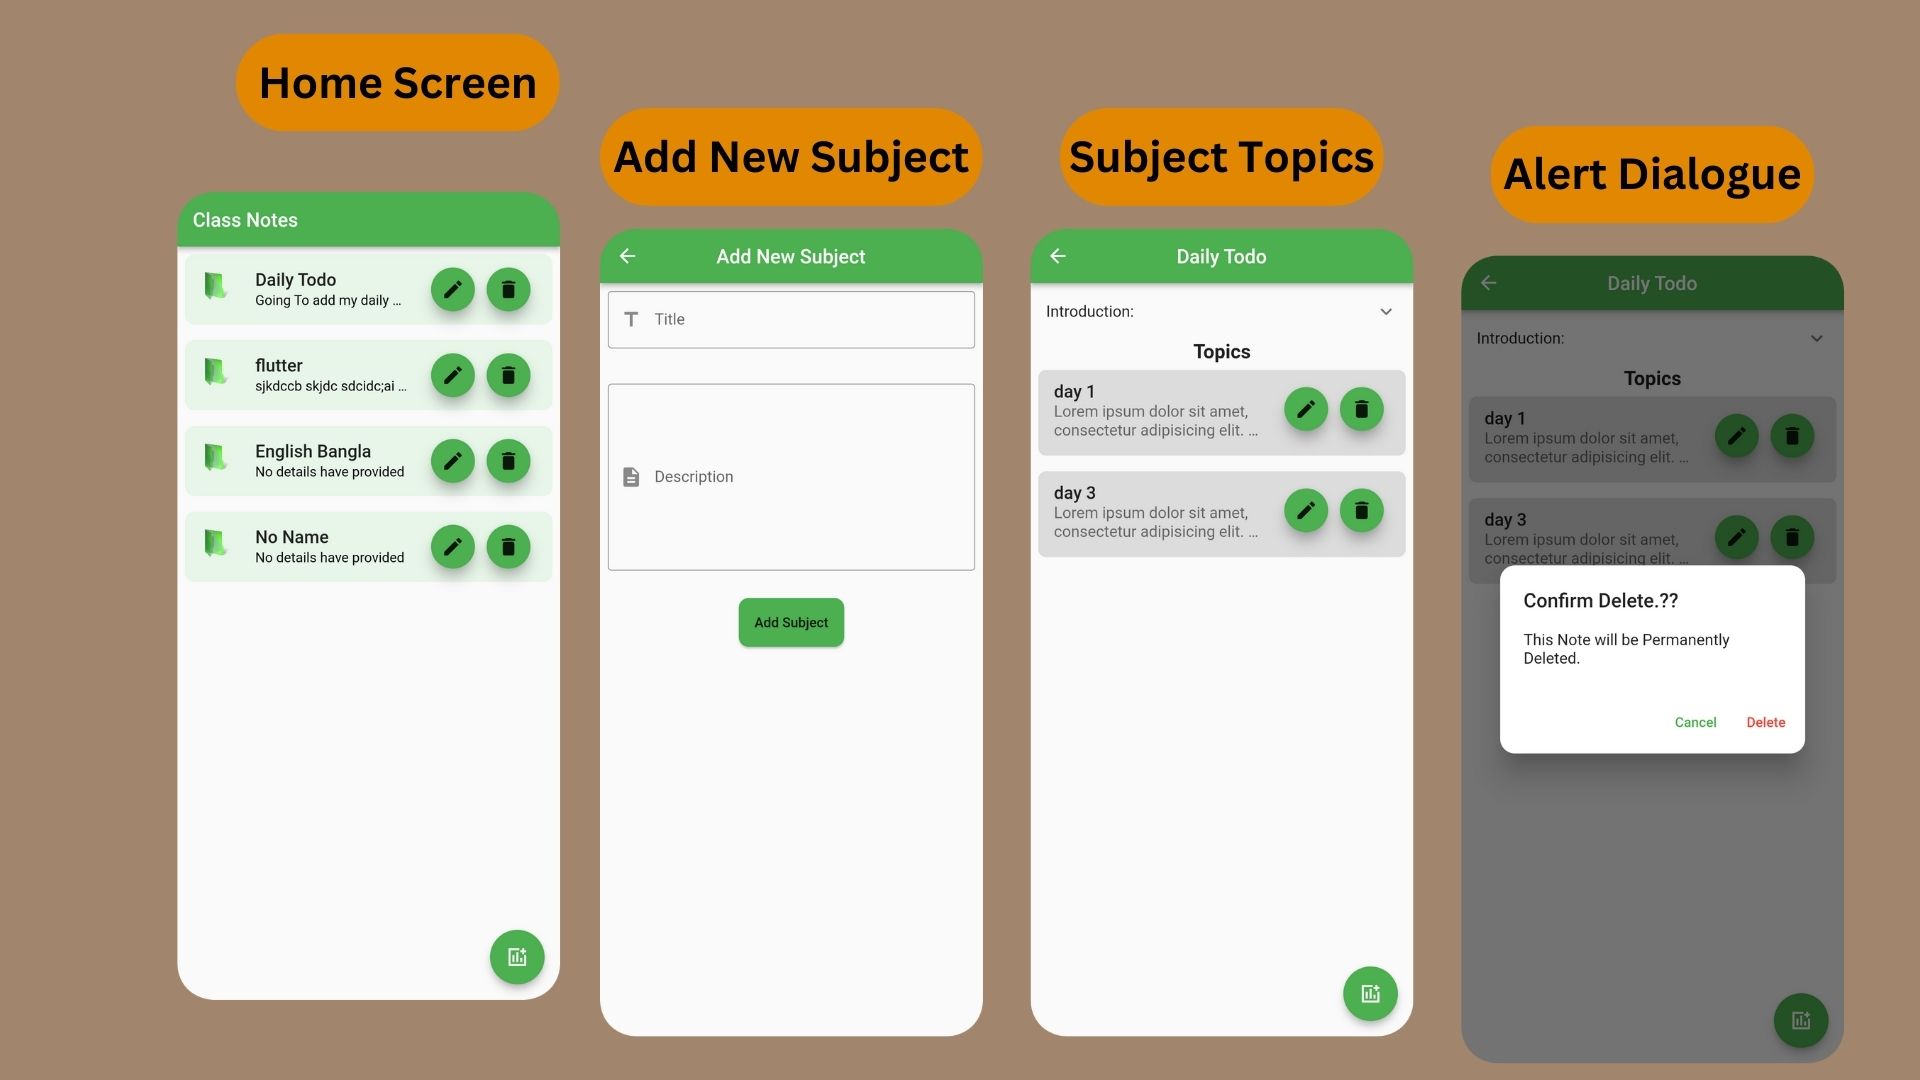 Home Screen
Class Notes
Daily Todo
Going To add my daily ...
flutter
sjkdccb skjdc sdcidc;ai ...
English Bangla
No details have provided
No Name
No details have provided
Add New Subject
Add New Subject
Title
Description
Add Subject
Subject Topics
Daily Todo
Introduction:
Topics
day 1
Lorem ipsum dolor sit amet,
consectetur adipisicing elit. ...
day 3
Lorem ipsum dolor sit amet,
consectetur adipisicing elit. ...
Alert Dialogue
Daily Todo
Introduction:
Topics
day 1
Lorem ipsum dolor sit amet,
consectetur adipisicing elit. ...
day 3
Lorem ipsum dolor sit amet,
consectetur adipisicing elit. ...
Confirm Delete.??
This Note will be Permanently
Deleted.
Cancel Delete